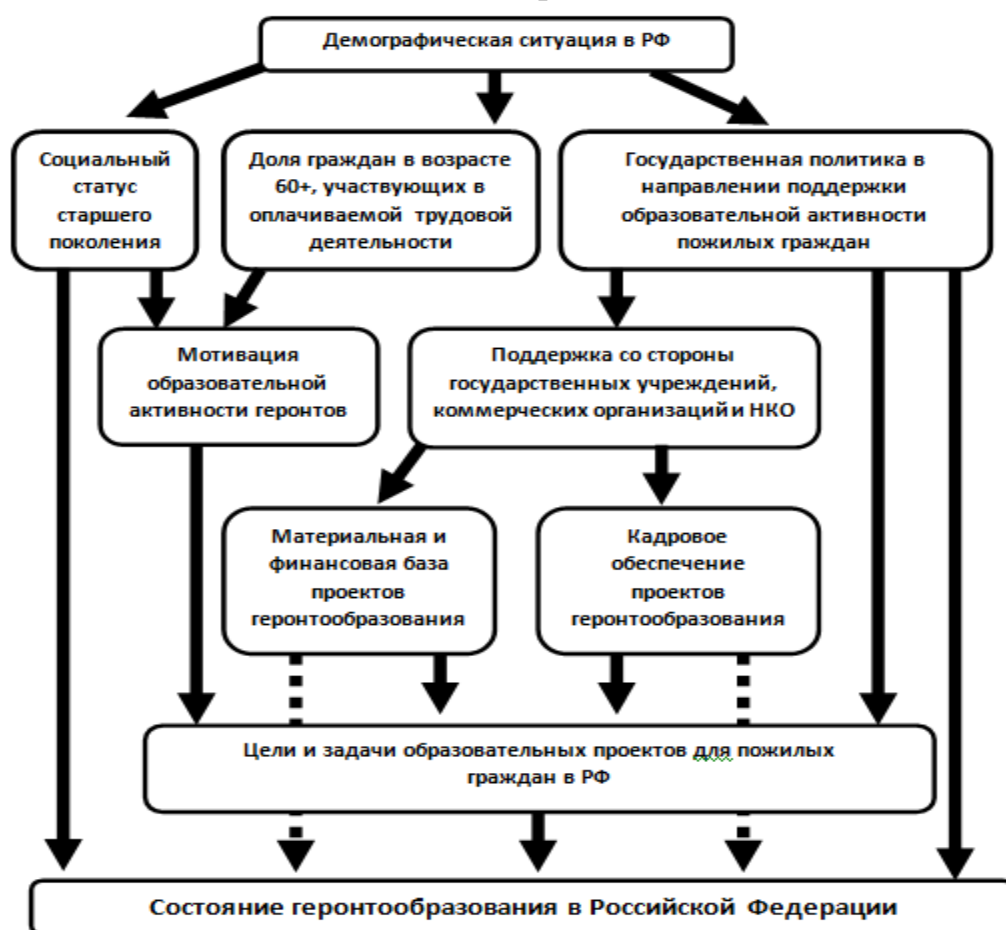 Демографическая ситуация в РФ
Социальный
статус
старшего
поколения
Доля граждан в возрасте
60+, участвующих в
оплачиваемой трудовой
деятельности
Государственная политика в
направлении поддержки
образовательной активности
пожилых граждан
Мотивация
образовательной
активности геронтов
Поддержка со стороны
государственных учреждений,
коммерческих организаций и НКО
Материальная и
финансовая база
проектов
геронтообразования
Кадровое
обеспечение
проектов
геронтообразования
Цели и задачи образовательных проектов для пожилых
граждан в РФ
Состояние геронтообразования в Российской Федерации